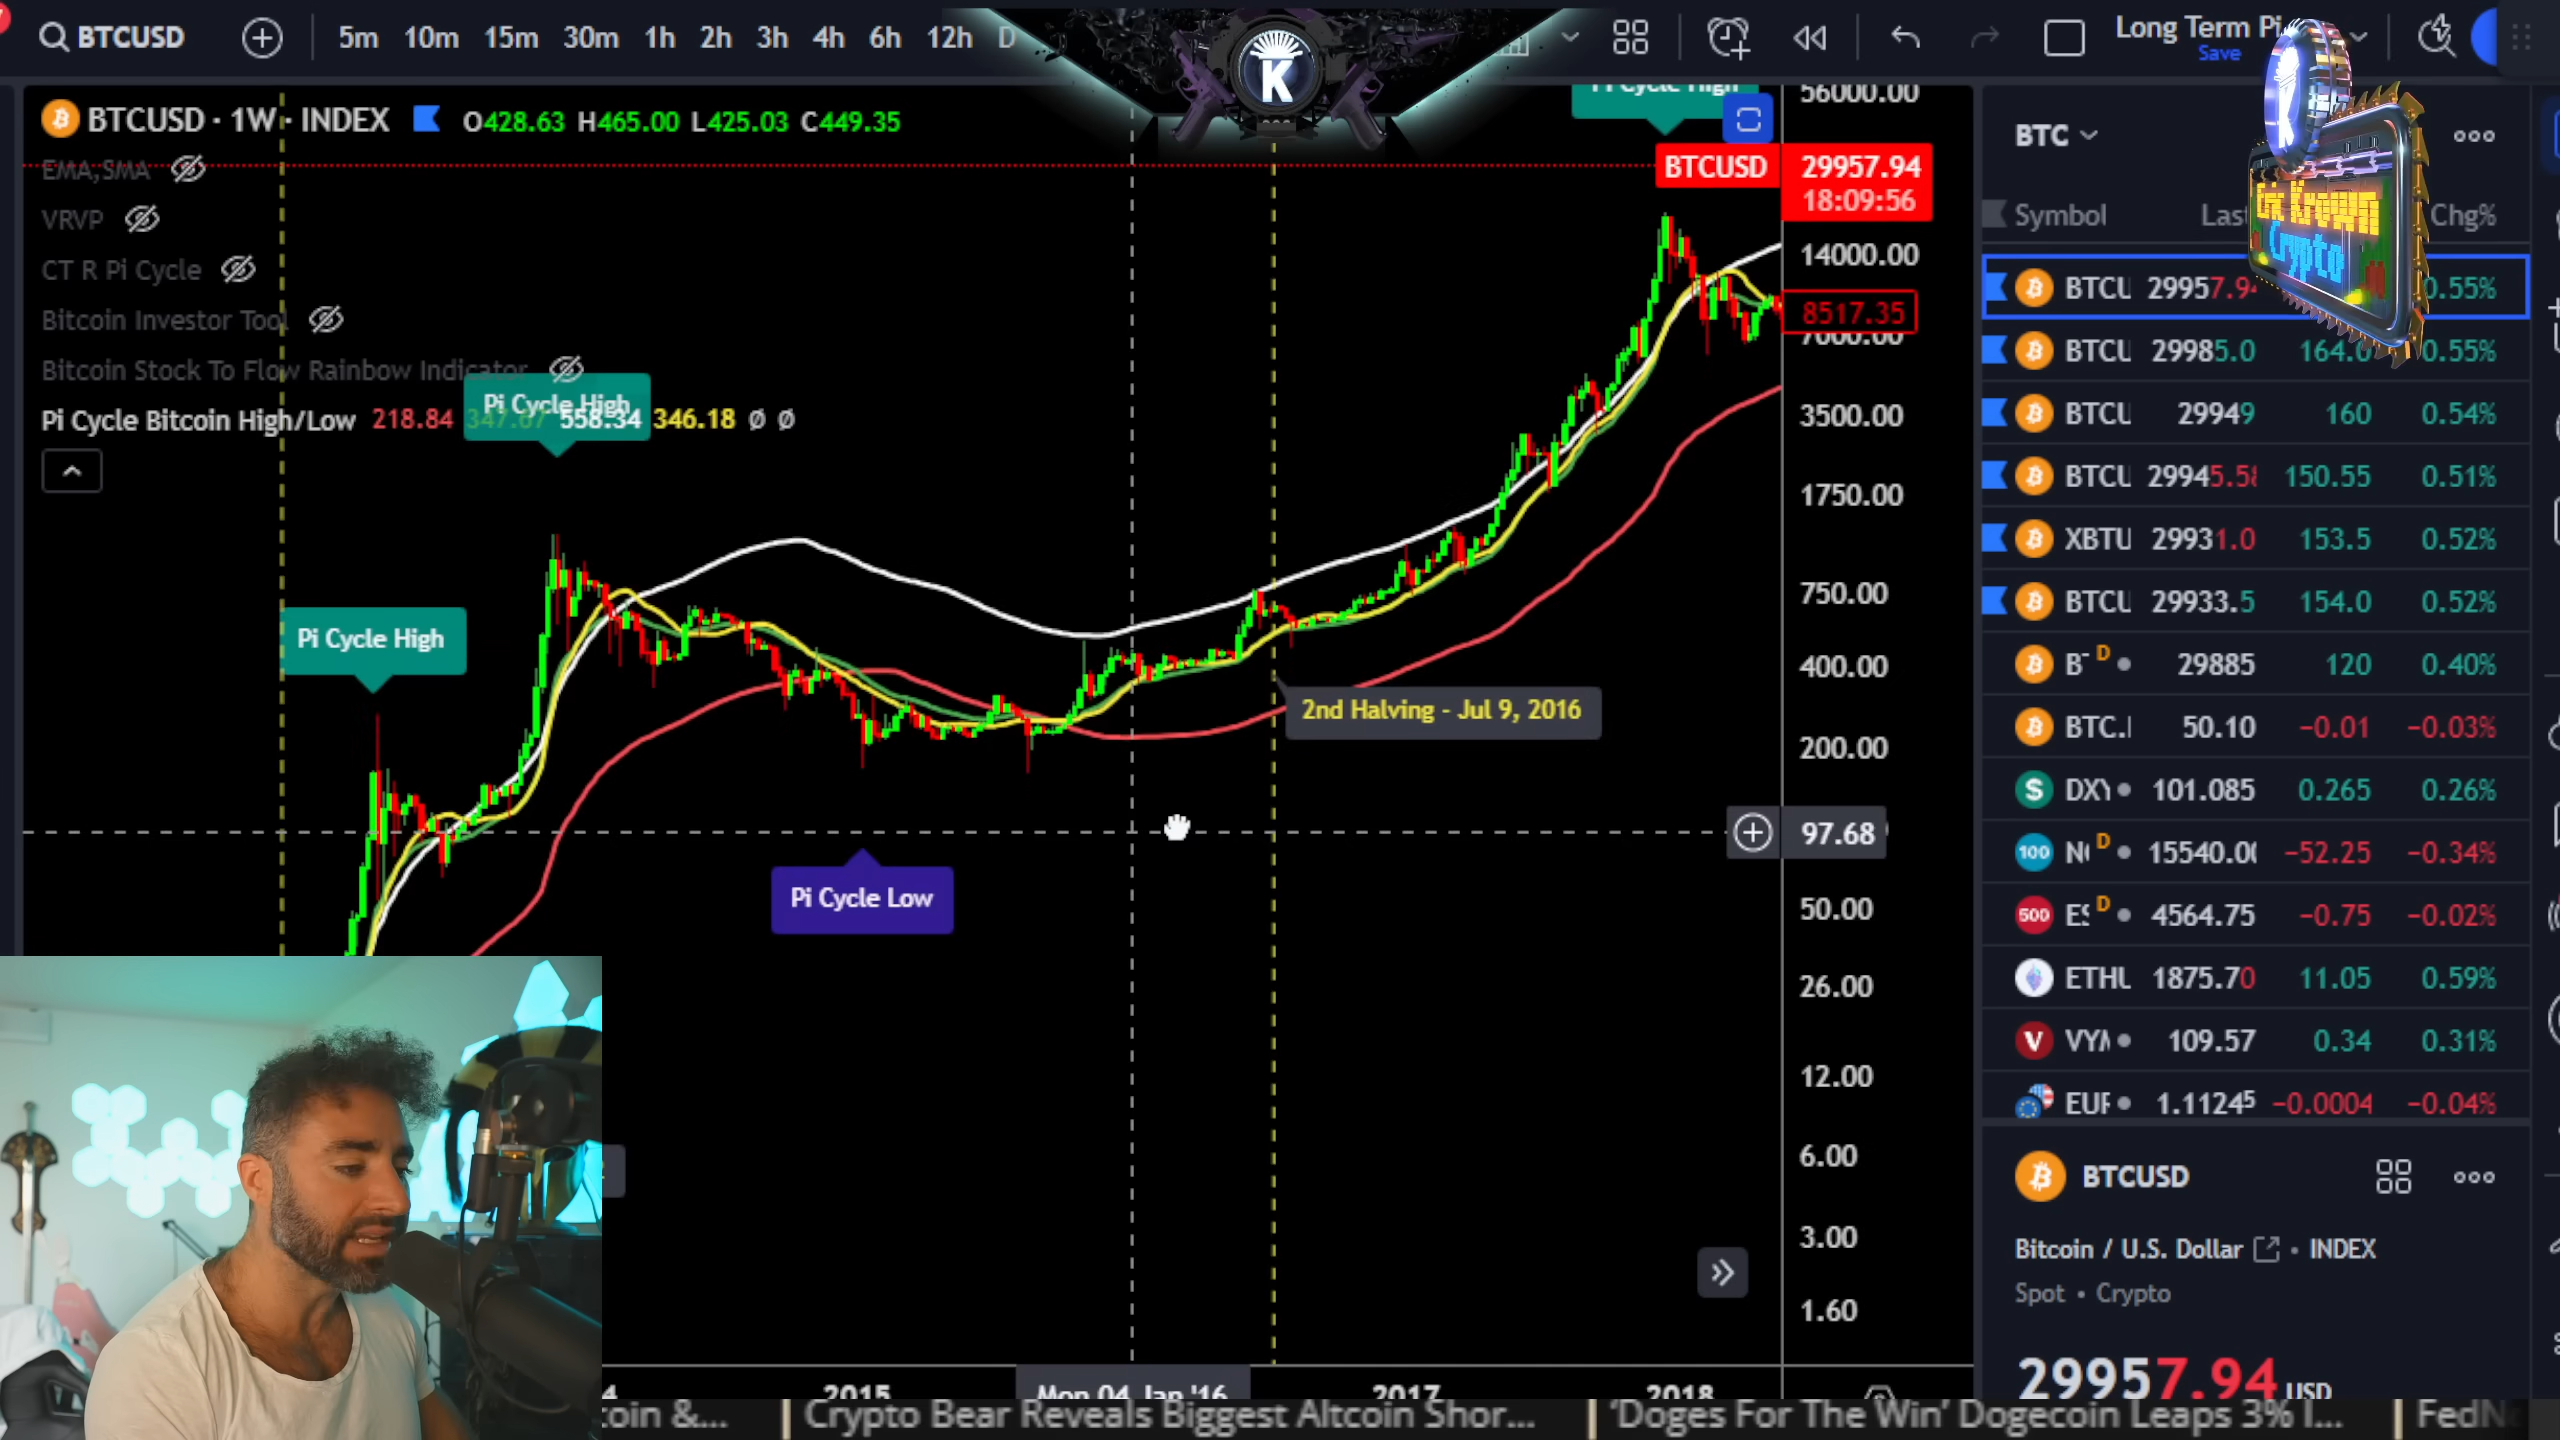 BTCUSD 5m 10m 15m 30m 1h 2h 3h 4h 6h 12h D
K
Long Term Pi
Save
BTCUSD · 1W · INDEX O428.63 H465.00 L425.03 C449.35
EMA,SMA
VRVP
CT R Pi Cycle
Bitcoin Investor Tool
Bitcoin Stock To Flow Rainbow Indicator
Pi Cycle Bitcoin High/Low 218.84 347.67 558.34 346.18 ø ø
Pi Cycle High
Pi Cycle High
Pi Cycle High
Pi Cycle Low
2nd Halving - Jul 9, 2016
56000.00
BTCUSD 29957.94
18:09:56
14000.00
8517.35
7000.00
3500.00
1750.00
750.00
400.00
200.00
97.68
50.00
26.00
12.00
6.00
3.00
1.60
2015 Mon 04 Jan '16 2017 2018
BTC
Symbol Las Chg%
Crypto
BTCU 29957.94 0.55%
BTCU 29985.0 164.0 0.55%
BTCU 29949 160 0.54%
BTCU 29945.58 150.55 0.51%
XBTU 29931.0 153.5 0.52%
BTCU 29933.5 154.0 0.52%
B D 29885 120 0.40%
BTC.I 50.10 −0.01 −0.03%
S DXY 101.085 0.265 0.26%
100 D 15540.00 −52.25 −0.34%
500 ES D 4564.75 −0.75 −0.02%
ETHU 1875.70 11.05 0.59%
V VYM 109.57 0.34 0.31%
EUR 1.11245 −0.0004 −0.04%
BTCUSD
Bitcoin / U.S. Dollar • INDEX
Spot • Crypto
29957.94 USD
coin &... Crypto Bear Reveals Biggest Altcoin Shor... 'Doges For The Win' Dogecoin Leaps 3% I... FedN